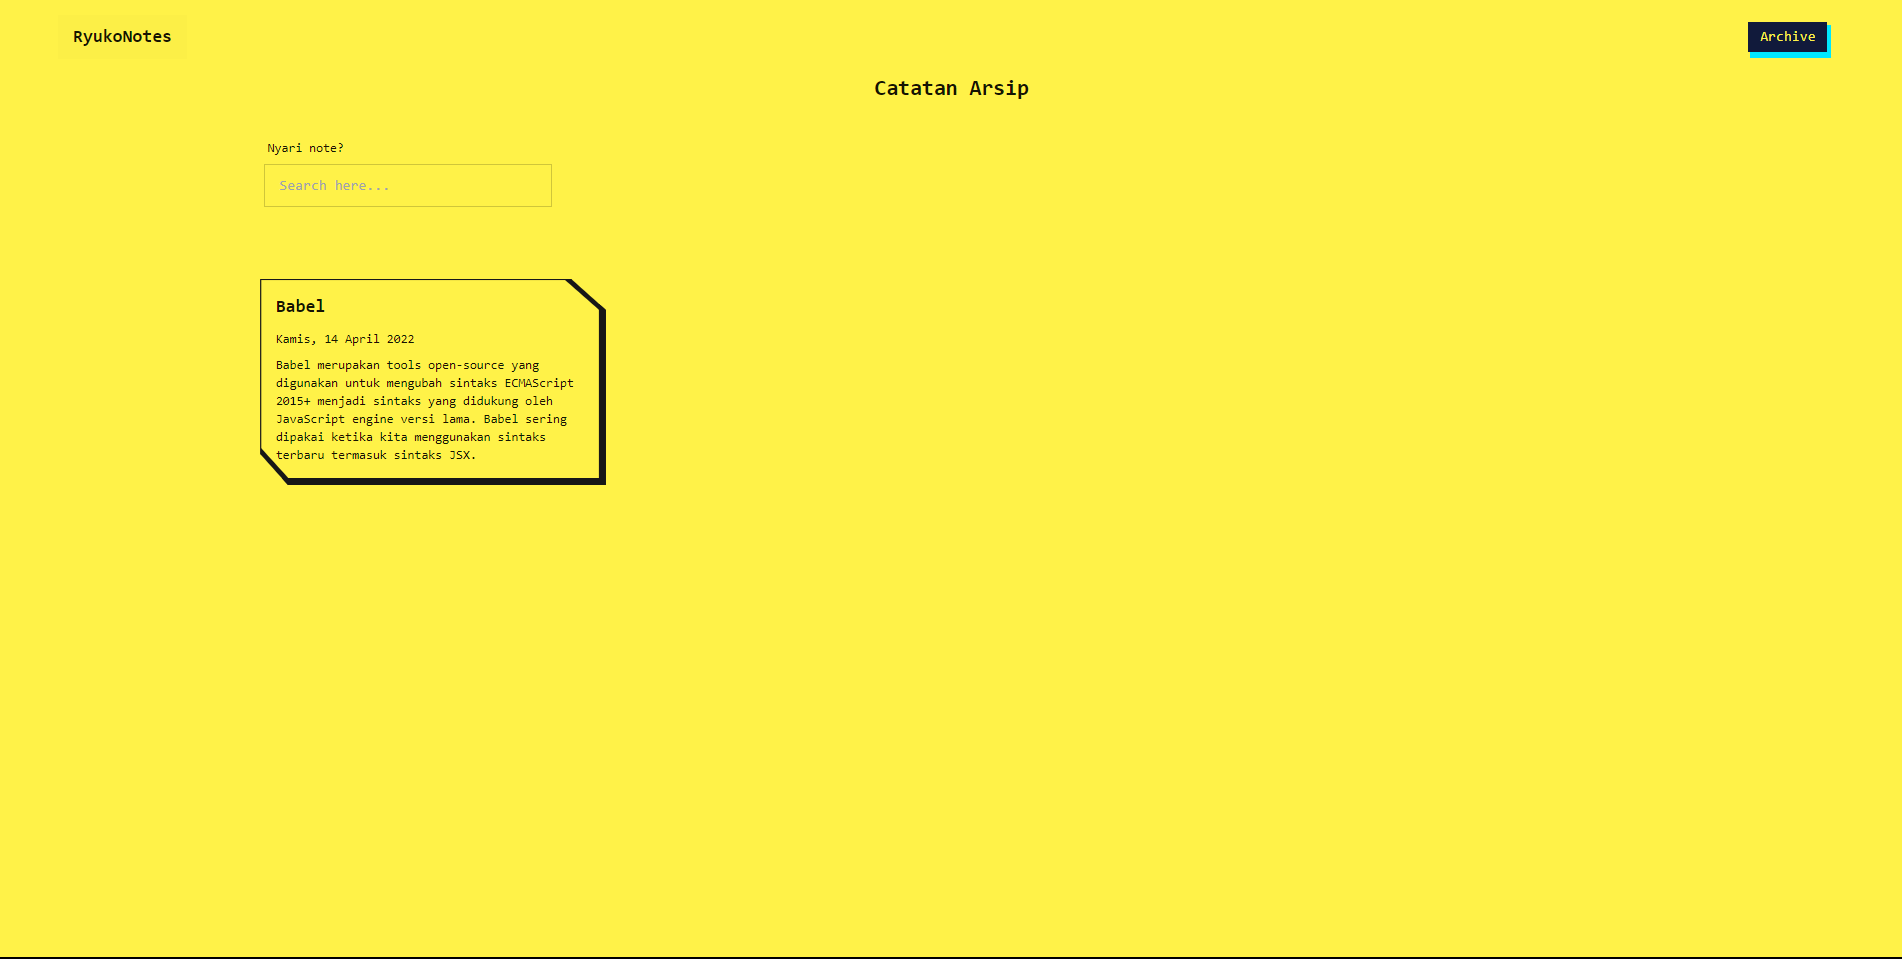 RyukoNotes
Archive
Catatan Arsip
Nyari note?
Search here...
Babel
Kamis, 14 April 2022
Babel merupakan tools open-source yang
digunakan untuk mengubah sintaks ECMAScript
2015+ menjadi sintaks yang didukung oleh
JavaScript engine versi lama. Babel sering
dipakai ketika kita menggunakan sintaks
terbaru termasuk sintaks JSX.